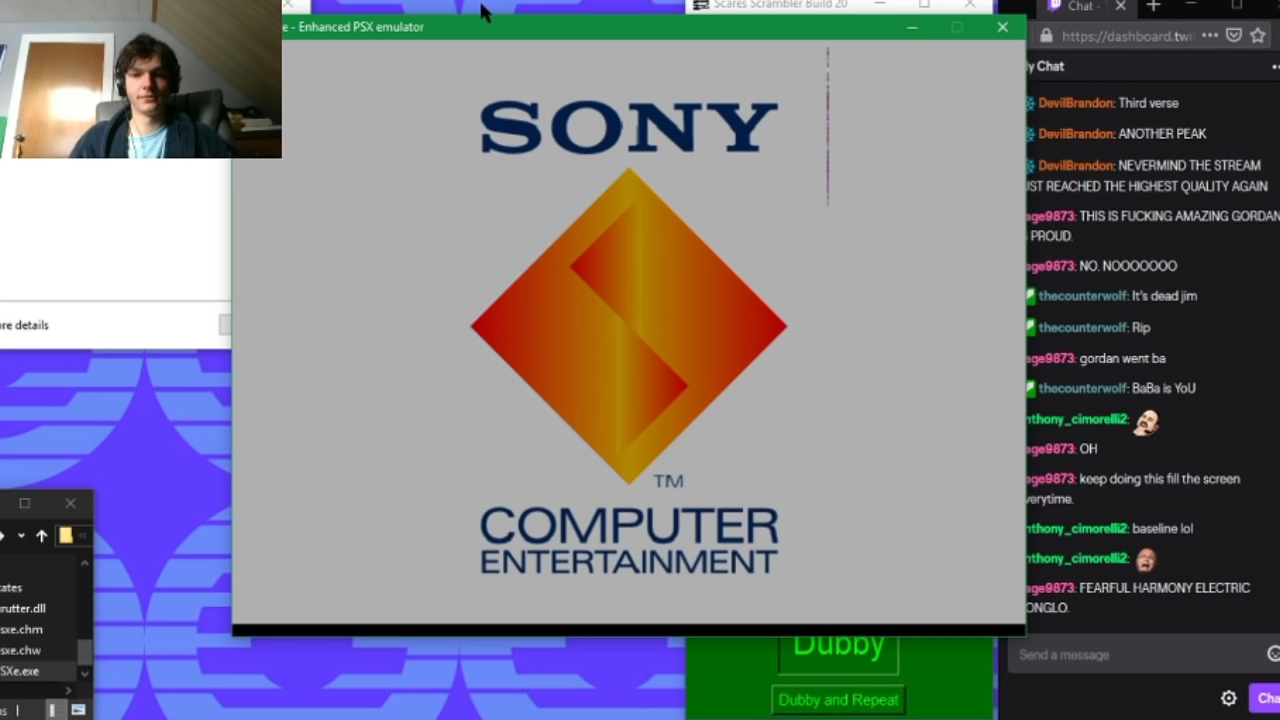 Scares Scrambler Build 20
e - Enhanced PSX emulator
SONY
TM
COMPUTER
ENTERTAINMENT
re details
rutter.dll
sxe.chm
sxe.chw
SXe.exe
Dubby
Dubby and Repeat
Chat -
https://dashboard.twi
y Chat
DevilBrandon: Third verse
DevilBrandon: ANOTHER PEAK
DevilBrandon: NEVERMIND THE STREAM
UST REACHED THE HIGHEST QUALITY AGAIN
age9873: THIS IS FUCKING AMAZING GORDAN
PROUD.
age9873: NO. NOOOOOOO
thecounterwolf: It's dead jim
thecounterwolf: Rip
age9873: gordan went ba
thecounterwolf: BaBa is YoU
nthony_cimorelli2:
age9873: OH
age9873: keep doing this fill the screen
verytime.
nthony_cimorelli2: baseline lol
nthony_cimorelli2:
age9873: FEARFUL HARMONY ELECTRIC
ONGLO.
Send a message
Cha